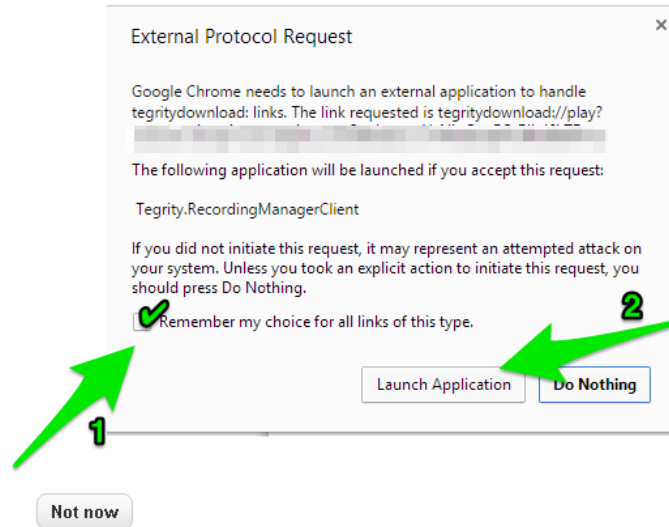 External Protocol Request
Google Chrome needs to launch an external application to handle
tegritydownload: links. The link requested is tegritydownload://play?
The following application will be launched if you accept this request:
Tegrity.RecordingManagerClient
If you did not initiate this request, it may represent an attempted attack on
your system. Unless you took an explicit action to initiate this request, you
should press Do Nothing.
Remember my choice for all links of this type.
2
Launch Application
Do Nothing
1
Not now